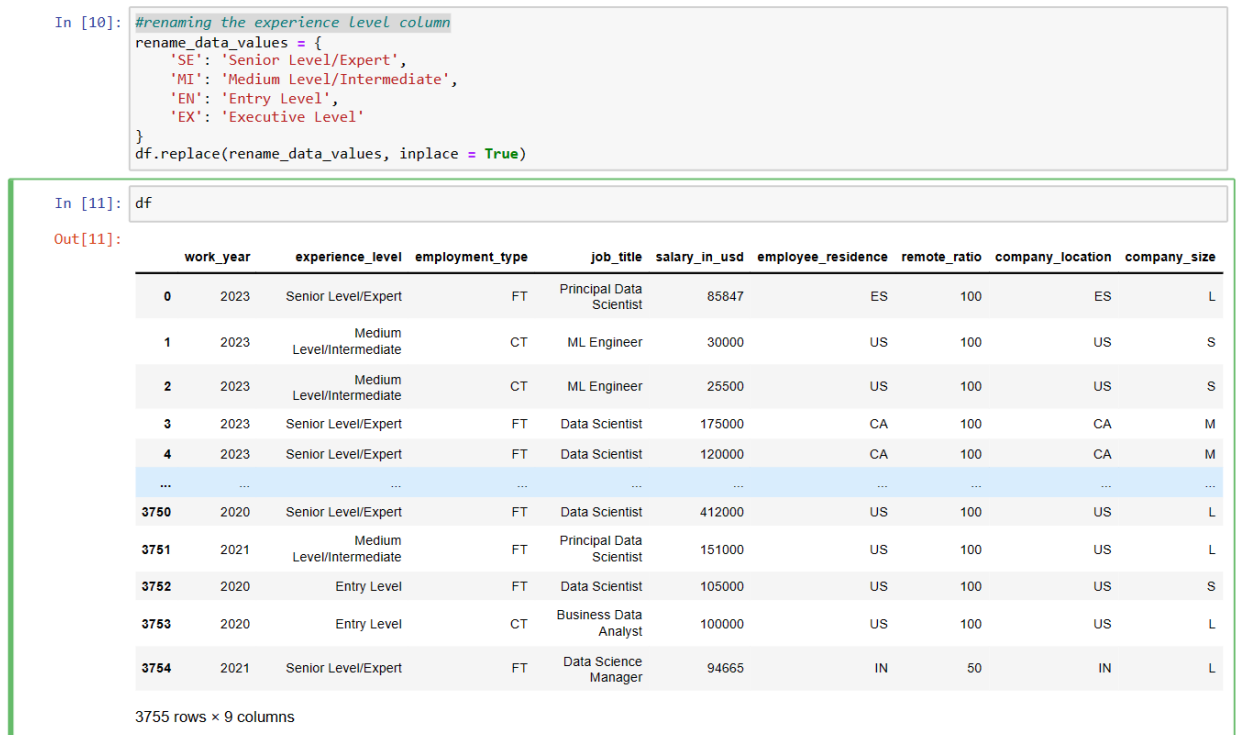 In [10]: #renaming the experience level column
rename_data_values = {
'SE': 'Senior Level/Expert',
'MI': 'Medium Level/Intermediate',
'EN': 'Entry Level',
'EX': 'Executive Level'
}
df.replace(rename_data_values, inplace = True)
In [11]: df
Out[11]:
work_year experience_level employment_type job_title salary_in_usd employee_residence remote_ratio company_location company_size
0 2023 Senior Level/Expert FT Principal Data Scientist 85847 ES 100 ES L
1 2023 Medium Level/Intermediate CT ML Engineer 30000 US 100 US S
2 2023 Medium Level/Intermediate CT ML Engineer 25500 US 100 US S
3 2023 Senior Level/Expert FT Data Scientist 175000 CA 100 CA M
4 2023 Senior Level/Expert FT Data Scientist 120000 CA 100 CA M
... ... ... ... ... ... ... ... ... ...
3750 2020 Senior Level/Expert FT Data Scientist 412000 US 100 US L
3751 2021 Medium Level/Intermediate FT Principal Data Scientist 151000 US 100 US L
3752 2020 Entry Level FT Data Scientist 105000 US 100 US S
3753 2020 Entry Level CT Business Data Analyst 100000 US 100 US L
3754 2021 Senior Level/Expert FT Data Science Manager 94665 IN 50 IN L
3755 rows × 9 columns